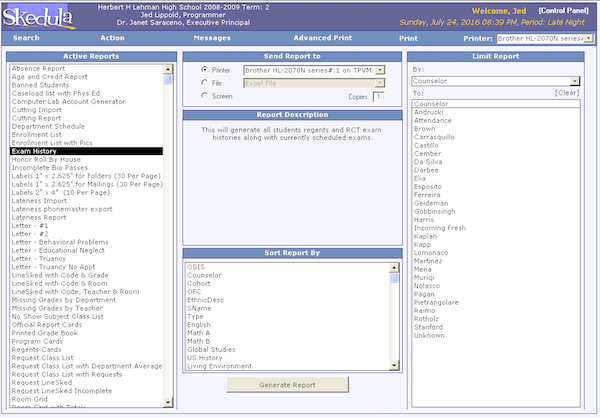 Skedula
Herbert H Lehman High School 2008-2009 Term: 2
Jed Lippold, Programmer
Dr. Janet Saraceno, Executive Principal
Welcome, Jed [Control Panel]
Sunday, July 24, 2016 08:39 PM, Period: Late Night
Search Action Messages Advanced Print Print Printer: Brother HL-2070N series#:
Active Reports
Absence Report
Age and Credit Report
Banned Students
Caseload list with Phys Ed
Computer Lab Account Generator
Cutting Import
Cutting Report
Department Schedule
Enrollment List
Enrollment List with Pics
Exam History
Honor Roll By House
Incomplete Bio Passes
Labels 1" x 2.625" for Folders (30 Per Page)
Labels 1" x 2.625" for Mailings (30 Per Page)
Labels 2" x 4" (10 Per Page)
Lateness Import
Lateness phonemaster export
Lateness Report
Letter - #1
Letter - #2
Letter - Behavioral Problems
Letter - Educational Neglect
Letter - Truancy
Letter - Truancy No Appt
LineSked with Code & Grade
LineSked with Code & Room
LineSked with Code, Teacher & Room
Missing Grades by Department
Missing Grades by Teacher
No Show Subject Class List
Official Report Cards
Printed Grade Book
Program Cards
Regents Cards
Request Class List
Request Class List with Department Average
Request Class List with Requests
Request LineSked
Request LineSked Incomplete
Room Grid
Room Grid with Totals
Send Report to
Printer Brother HL-2070N series#:1 on TPVM:
File Excel File
Screen Copies: 1
Report Description
This will generate all students regents and RCT exam
histories along with currently scheduled exams.
Sort Report By
OSIS
Counselor
Cohort
OFC
EthnicDesc
SName
Type
English
Math A
Math B
Global Studies
US History
Living Environment
Generate Report
Limit Report
By:
Counselor
To: [Clear]
Counselor
Andrucki
Attendance
Brown
Carrasquillo
Castillo
Cember
Da Silva
Darbee
Elia
Esposito
Ferreira
Geideman
Gobbinsingh
Harris
Incoming Fresh
Kaplan
Kapp
Lomonaco
Martinez
Mena
Muriqi
Nolasco
Pagan
Pietrangolare
Raimo
Rotholz
Stanford
Unknown